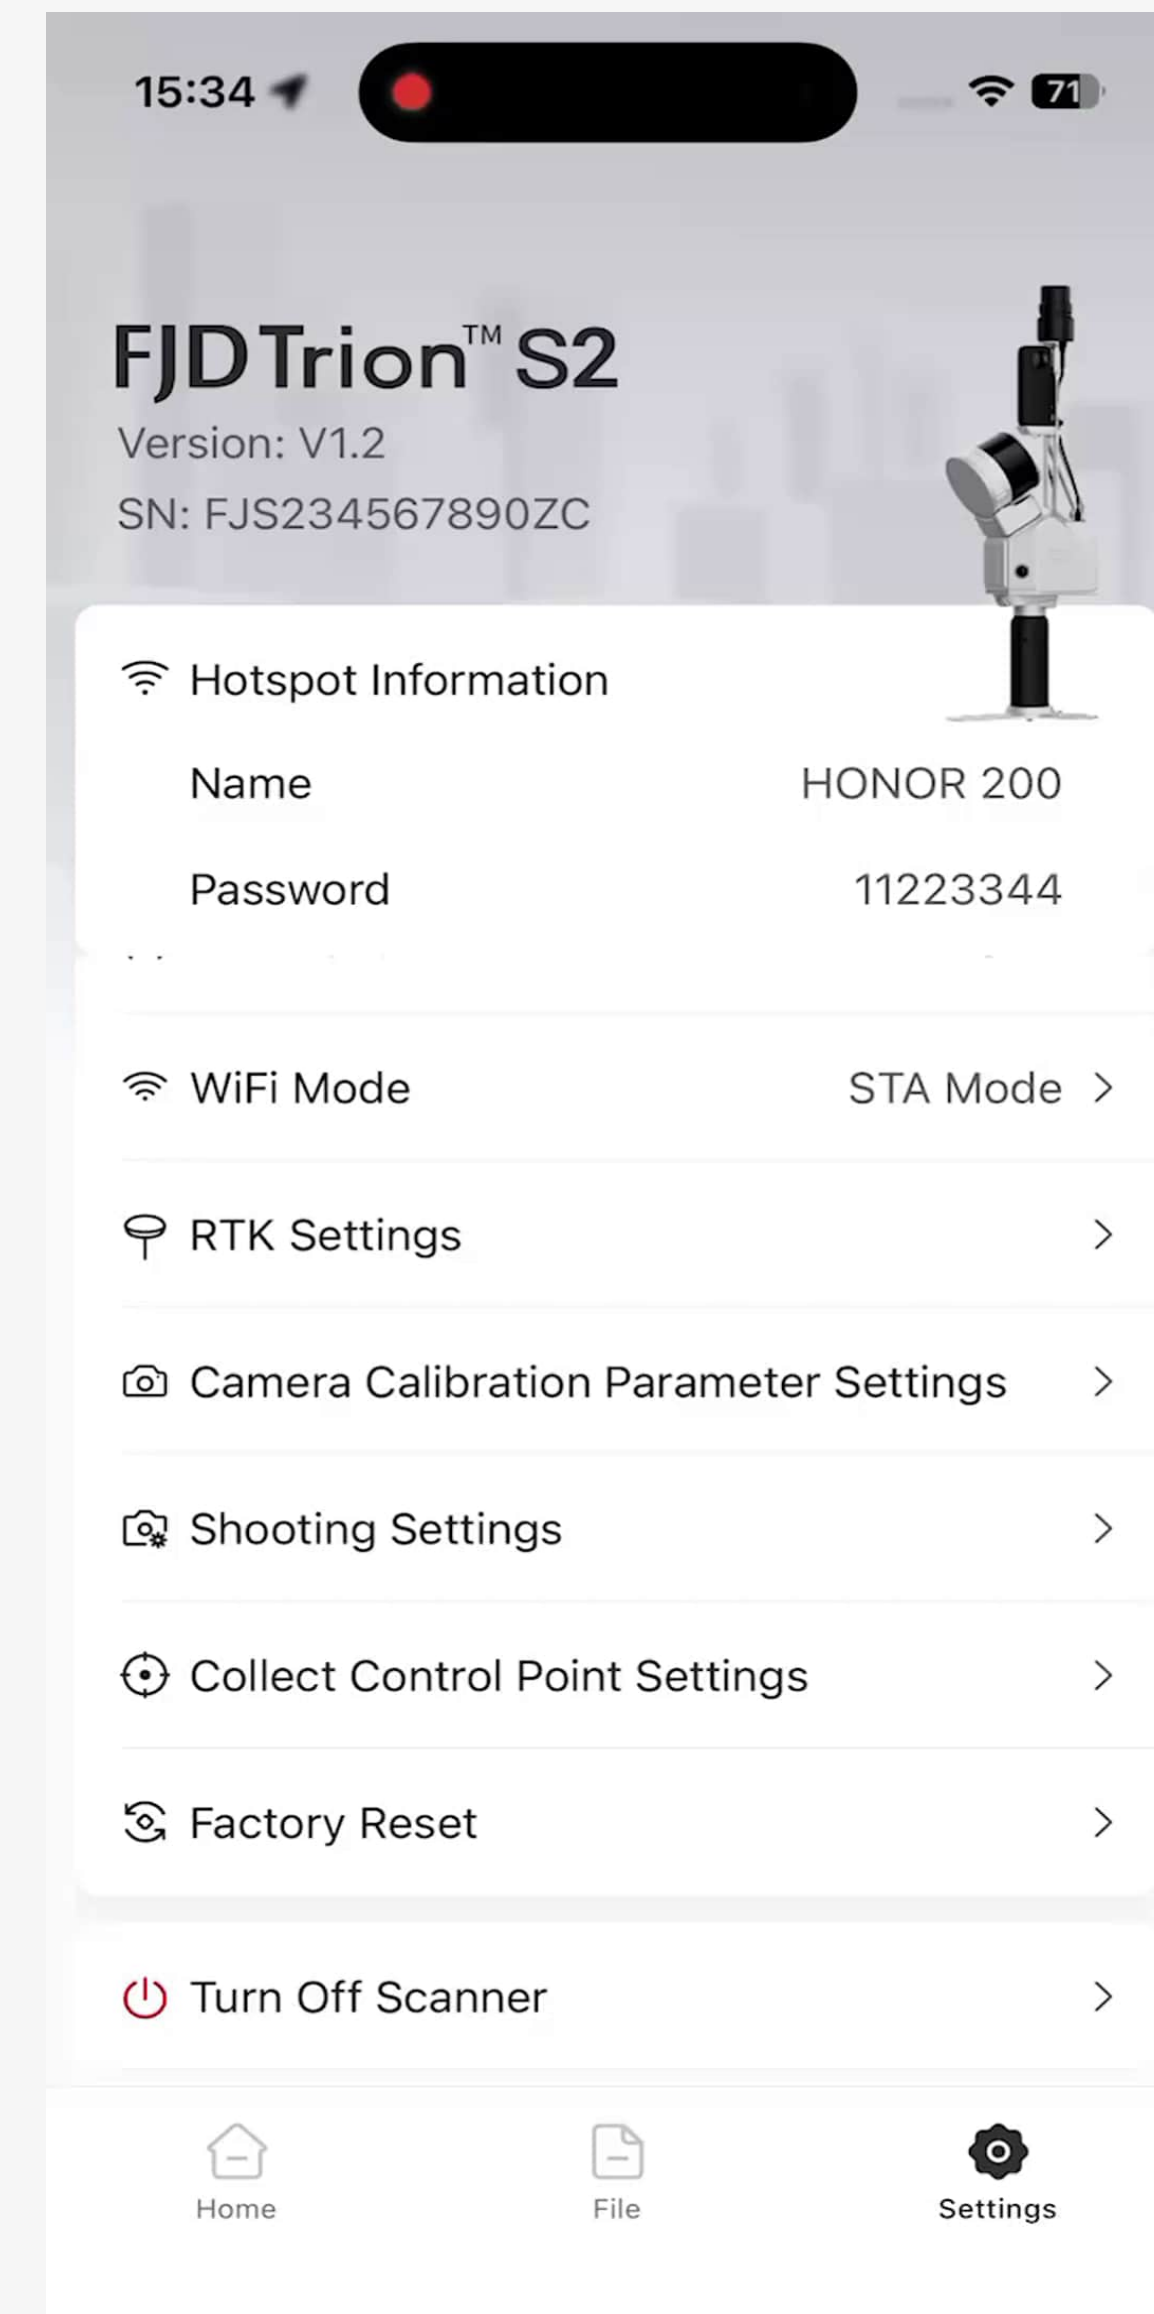 15:34
71
FJD Trion™ S2
Version: V1.2
SN: FJS234567890ZC
Hotspot Information
Name HONOR 200
Password 11223344
WiFi Mode STA Mode
RTK Settings
Camera Calibration Parameter Settings
Shooting Settings
Collect Control Point Settings
Factory Reset
Turn Off Scanner
Home File Settings